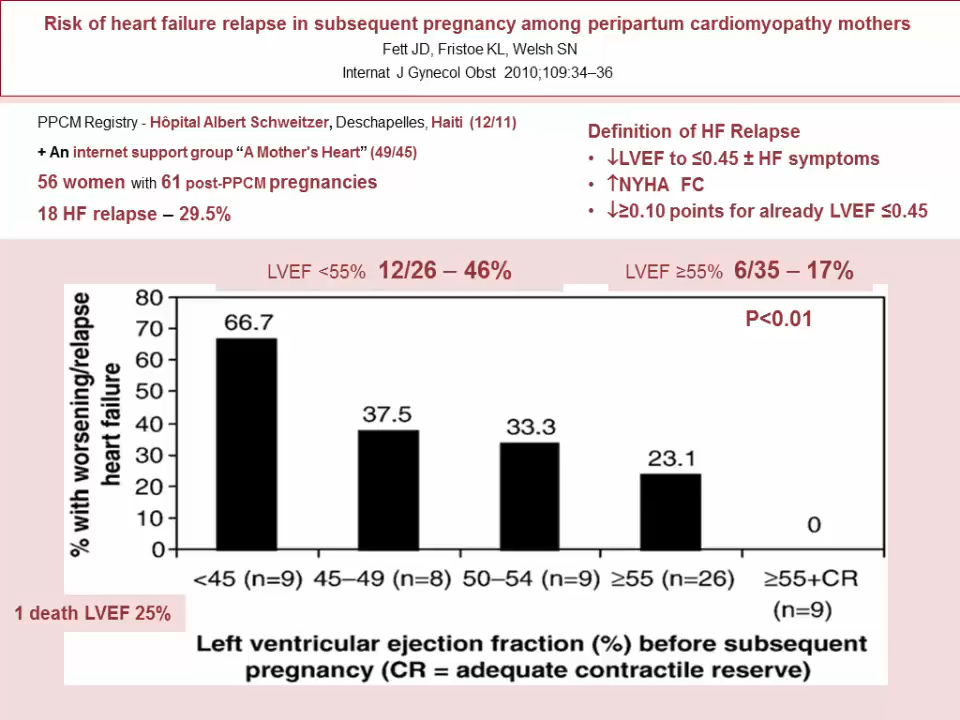 Risk of heart failure relapse in subsequent pregnancy among peripartum cardiomyopathy mothers
Fett JD, Fristoe KL, Welsh SN
Internat J Gynecol Obst 2010;109:34–36
PPCM Registry - Hôpital Albert Schweitzer, Deschapelles, Haiti (12/11)
+ An internet support group “A Mother's Heart” (49/45)
56 women with 61 post-PPCM pregnancies
18 HF relapse – 29.5%
Definition of HF Relapse
• ↓LVEF to ≤0.45 ± HF symptoms
• ↑NYHA FC
• ↓≥0.10 points for already LVEF ≤0.45
LVEF <55% 12/26 – 46%
LVEF ≥55% 6/35 – 17%
P<0.01
% with worsening/relapse
heart failure
80
70
60
50
40
30
20
10
0
66.7
37.5
33.3
23.1
0
<45 (n=9) 45–49 (n=8) 50–54 (n=9) ≥55 (n=26) ≥55+CR
(n=9)
1 death LVEF 25%
Left ventricular ejection fraction (%) before subsequent
pregnancy (CR = adequate contractile reserve)